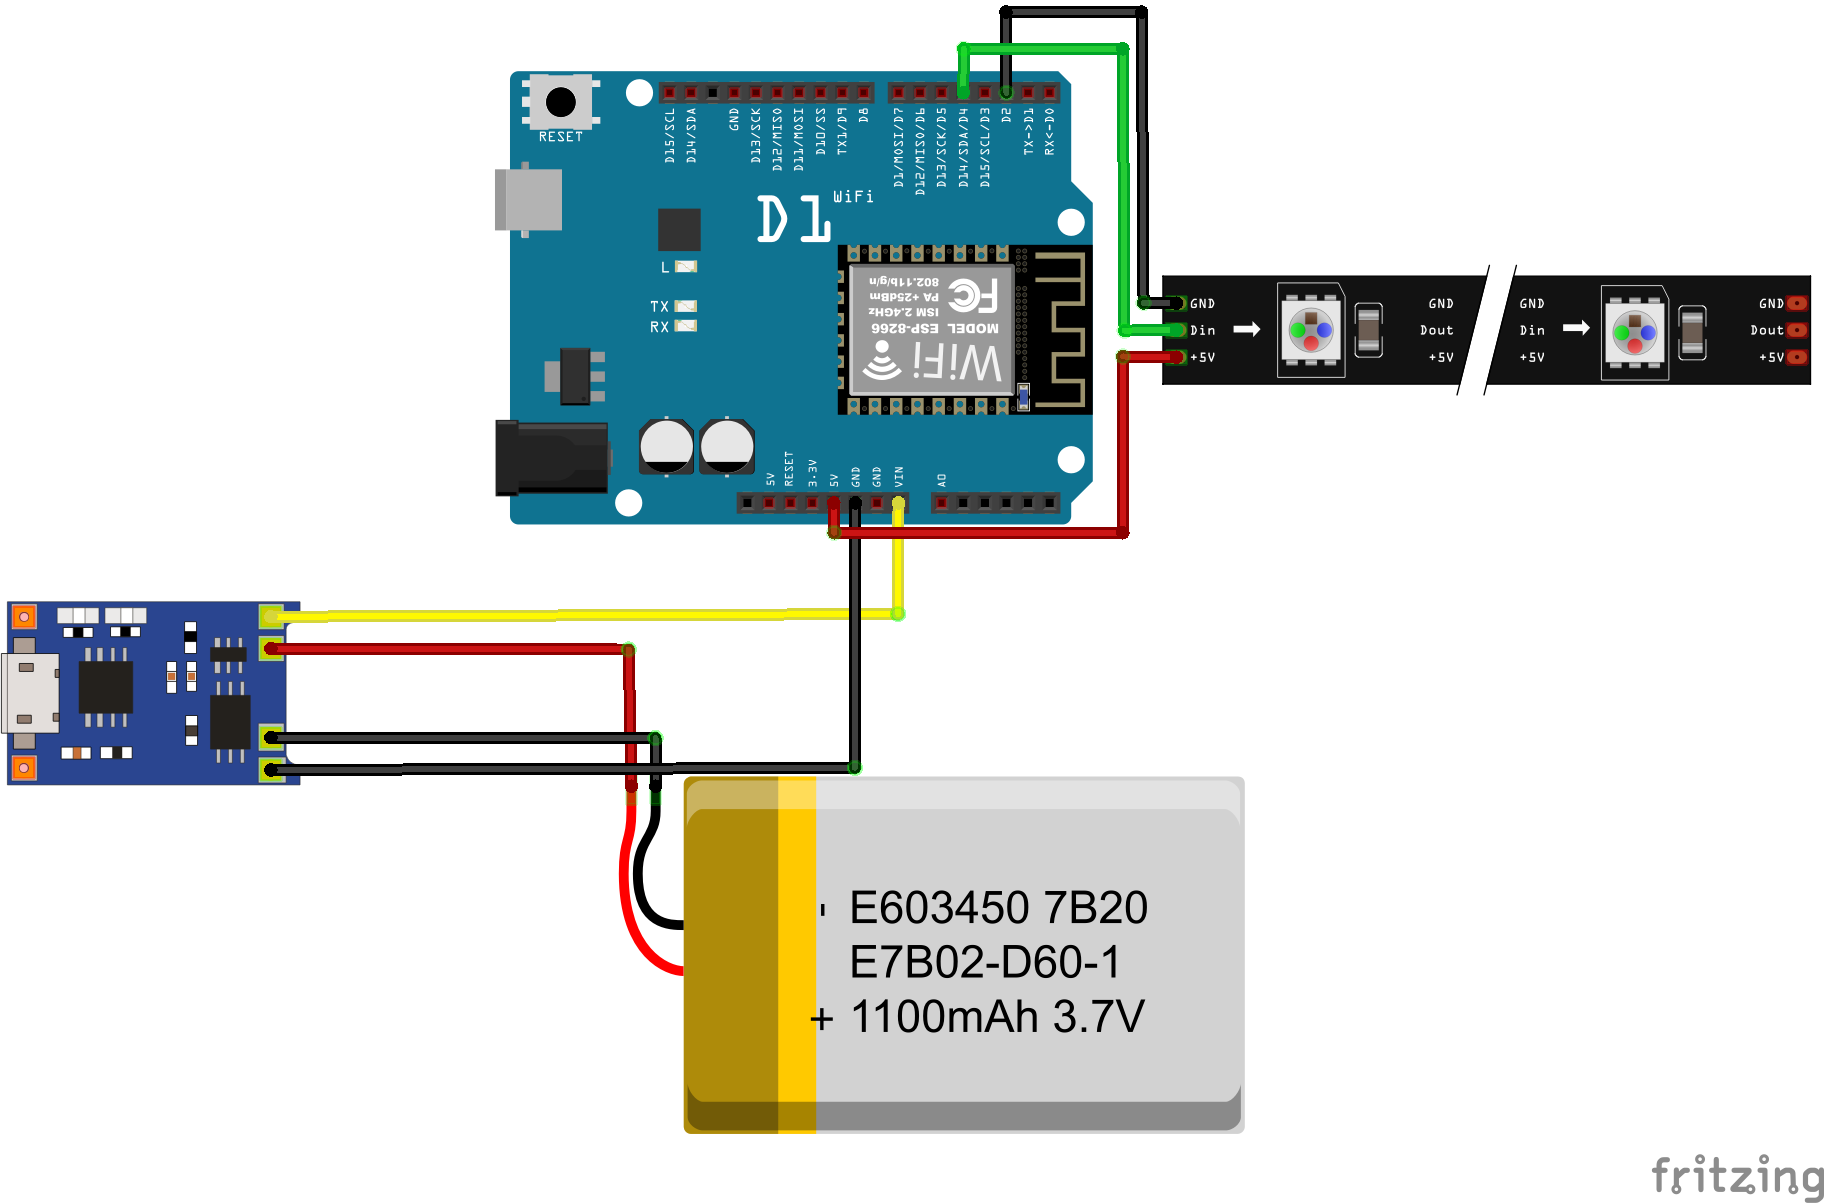 RESET
D15/SCL
D14/SDA
GND
D13/SCK
D12/MISO
D11/MOSI
D10/SS
TX1/D9
D8
D1/MOSI/D7
D12/MISO/D6
D13/SCK/D5
D14/SDA/D4
D15/SCL/D3
D2
TX->D1
RX<-D0
D1 WiFi
L
TX
RX
WiFi
MODEL ESP-8266
ISM 2.4GHz
PA +25dBm
802.11b/g/n
FC
5V
RESET
3.3V
5V
GND
GND
VIN
A0
GND
Din
+5V
GND
Dout
+5V
GND
Din
+5V
GND
Dout
+5V
- E603450 7B20
E7B02-D60-1
+ 1100mAh 3.7V
fritzing